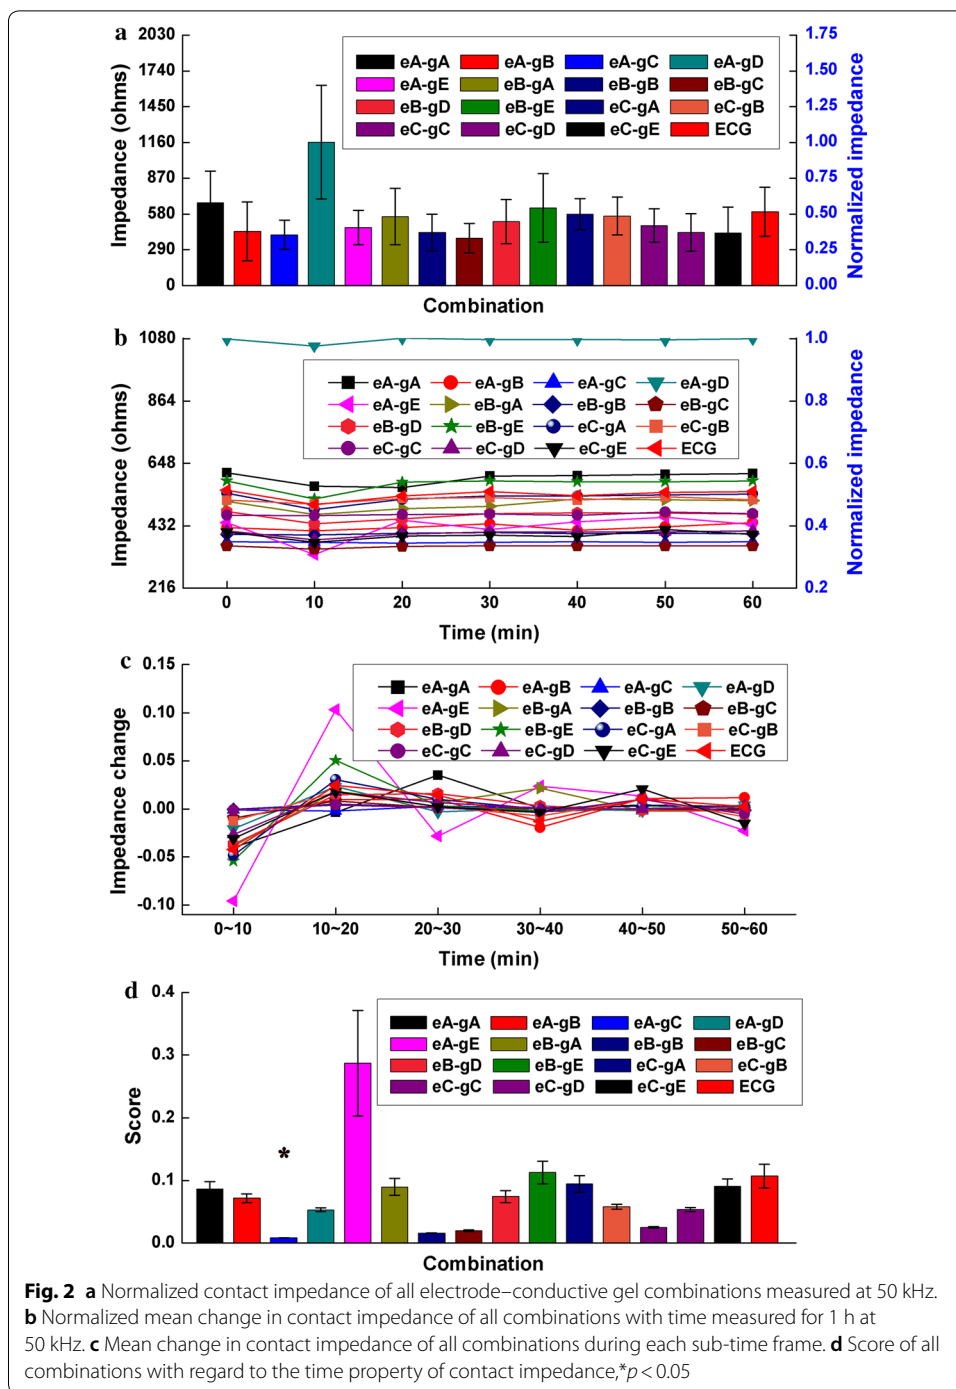 a
2030
1740
1450
1160
870
580
290
0
Impedance (ohms)
eA-gA eA-gB eA-gC eA-gD
eA-gE eB-gA eB-gB eB-gC
eB-gD eB-gE eC-gA eC-gB
eC-gC eC-gD eC-gE ECG
1.75
1.50
1.25
1.00
0.75
0.50
0.25
0.00
Normalized impedance
Combination
b
1080
864
648
432
216
Impedance (ohms)
eA-gA eA-gB eA-gC eA-gD
eA-gE eB-gA eB-gB eB-gC
eB-gD eB-gE eC-gA eC-gB
eC-gC eC-gD eC-gE ECG
1.0
0.8
0.6
0.4
0.2
Normalized impedance
0 10 20 30 40 50 60
Time (min)
c
0.15
0.10
0.05
0.00
-0.05
-0.10
Impedance change
eA-gA eA-gB eA-gC eA-gD
eA-gE eB-gA eB-gB eB-gC
eB-gD eB-gE eC-gA eC-gB
eC-gC eC-gD eC-gE ECG
0~10 10~20 20~30 30~40 40~50 50~60
Time (min)
d
0.4
0.3
0.2
0.1
0.0
Score
eA-gA eA-gB eA-gC eA-gD
eA-gE eB-gA eB-gB eB-gC
eB-gD eB-gE eC-gA eC-gB
eC-gC eC-gD eC-gE ECG
*
Combination
Fig. 2 a Normalized contact impedance of all electrode–conductive gel combinations measured at 50 kHz.
b Normalized mean change in contact impedance of all combinations with time measured for 1 h at
50 kHz. c Mean change in contact impedance of all combinations during each sub-time frame. d Score of all
combinations with regard to the time property of contact impedance,*p < 0.05